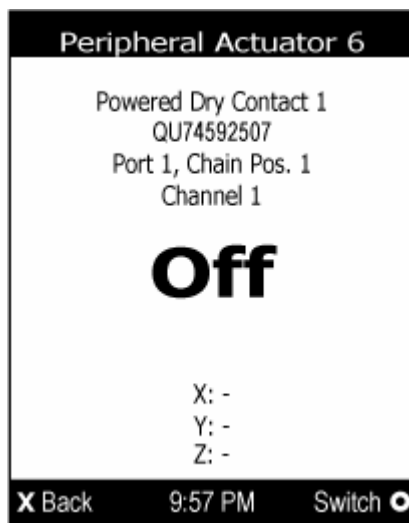 Peripheral Actuator 6
Powered Dry Contact 1
QU74592507
Port 1, Chain Pos. 1
Channel 1
Off
X: -
Y: -
Z: -
X Back 9:57 PM Switch O